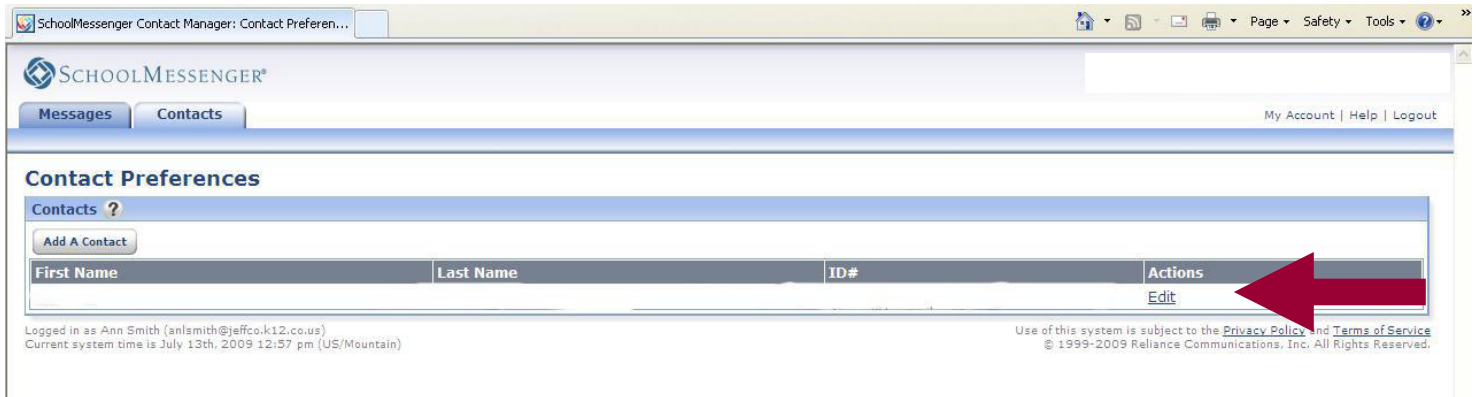 SchoolMessenger Contact Manager: Contact Preferen...
Page Safety Tools
SCHOOLMESSENGER®
Messages Contacts
My Account | Help | Logout
Contact Preferences
Contacts ?
Add A Contact
First Name Last Name ID# Actions
Edit
Logged in as Ann Smith (anlsmith@jeffco.k12.co.us)
Current system time is July 13th, 2009 12:57 pm (US/Mountain)
Use of this system is subject to the Privacy Policy and Terms of Service
© 1999-2009 Reliance Communications, Inc. All Rights Reserved.